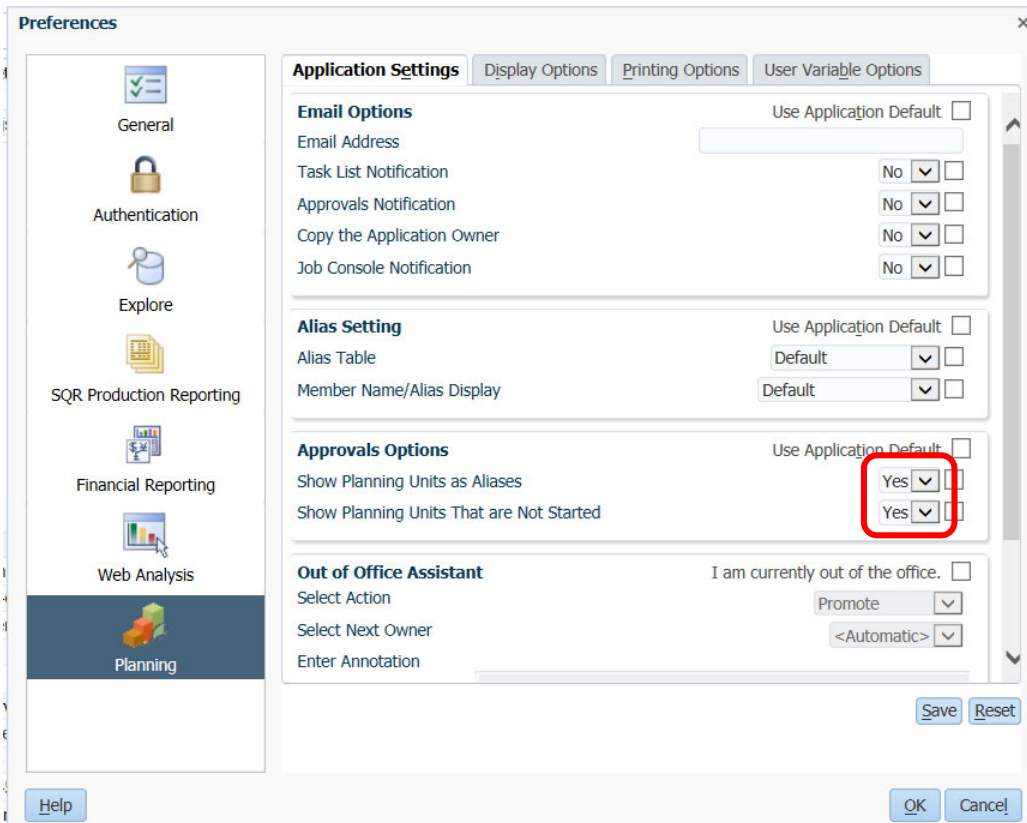 Preferences
General
Authentication
Explore
SQR Production Reporting
Financial Reporting
Web Analysis
Planning
Application Settings Display Options Printing Options User Variable Options
Email Options Use Application Default
Email Address
Task List Notification No
Approvals Notification No
Copy the Application Owner No
Job Console Notification No
Alias Setting Use Application Default
Alias Table Default
Member Name/Alias Display Default
Approvals Options Use Application Default
Show Planning Units as Aliases Yes
Show Planning Units That are Not Started Yes
Out of Office Assistant I am currently out of the office.
Select Action Promote
Select Next Owner <Automatic>
Enter Annotation
Save Reset
Help OK Cancel